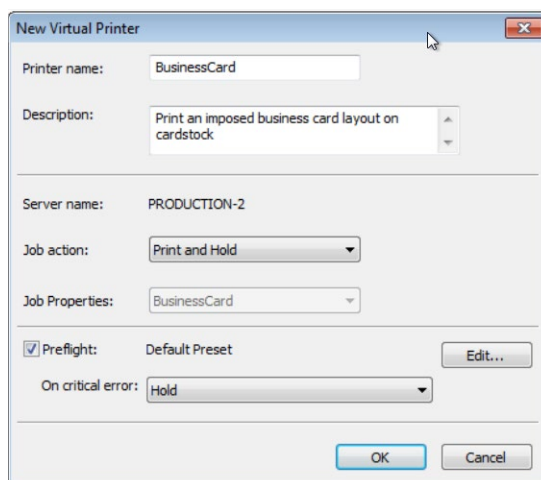 New Virtual Printer
Printer name: BusinessCard
Description: Print an imposed business card layout on
cardstock
Server name: PRODUCTION-2
Job action: Print and Hold
Job Properties: BusinessCard
Preflight: Default Preset Edit...
On critical error: Hold
OK Cancel